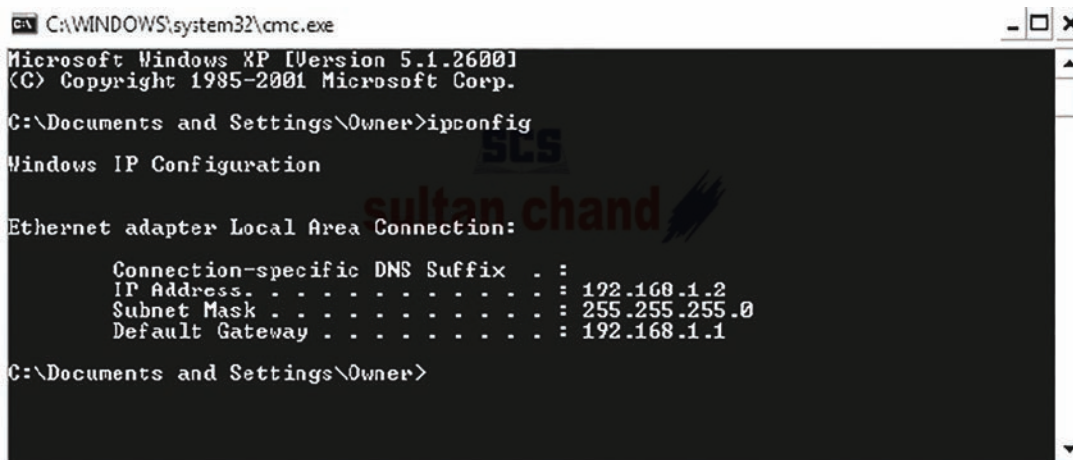 C:\WINDOWS\system32\cmc.exe
Microsoft Windows XP [Version 5.1.2600]
(C) Copyright 1985-2001 Microsoft Corp.
C:\Documents and Settings\Owner>ipconfig
SCS
Windows IP Configuration
sultan chand
Ethernet adapter Local Area Connection:
Connection-specific DNS Suffix . :
IP Address. . . . . . . . . . . . : 192.168.1.2
Subnet Mask . . . . . . . . . . . : 255.255.255.0
Default Gateway . . . . . . . . . : 192.168.1.1
C:\Documents and Settings\Owner>